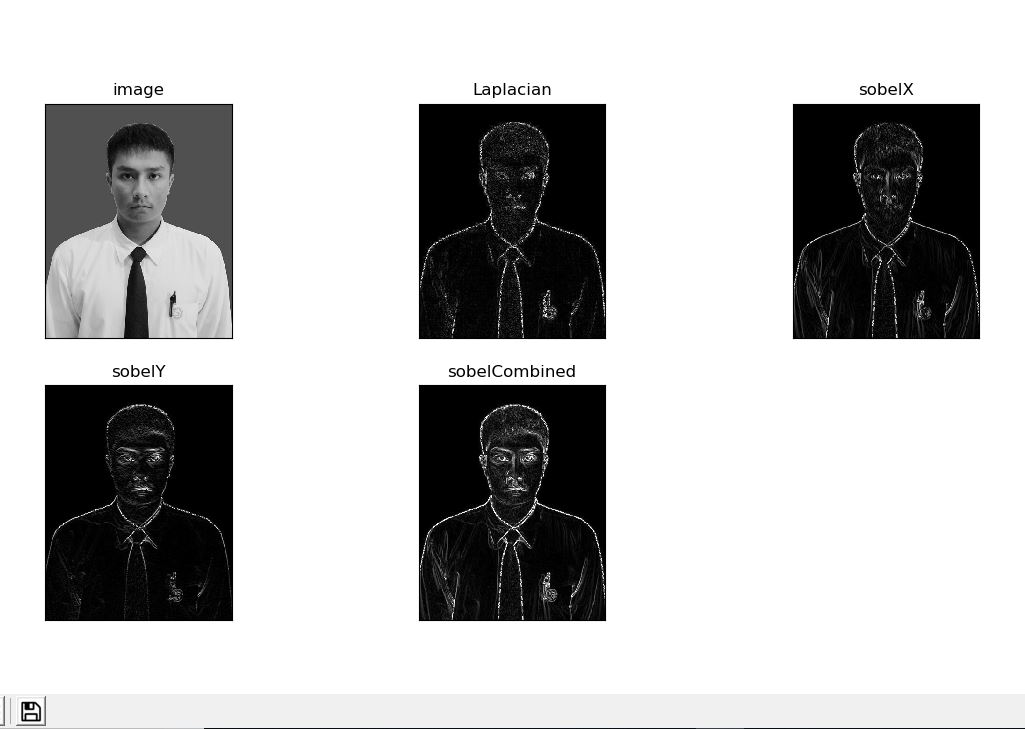 image
Laplacian
sobelX
sobelY
sobelCombined